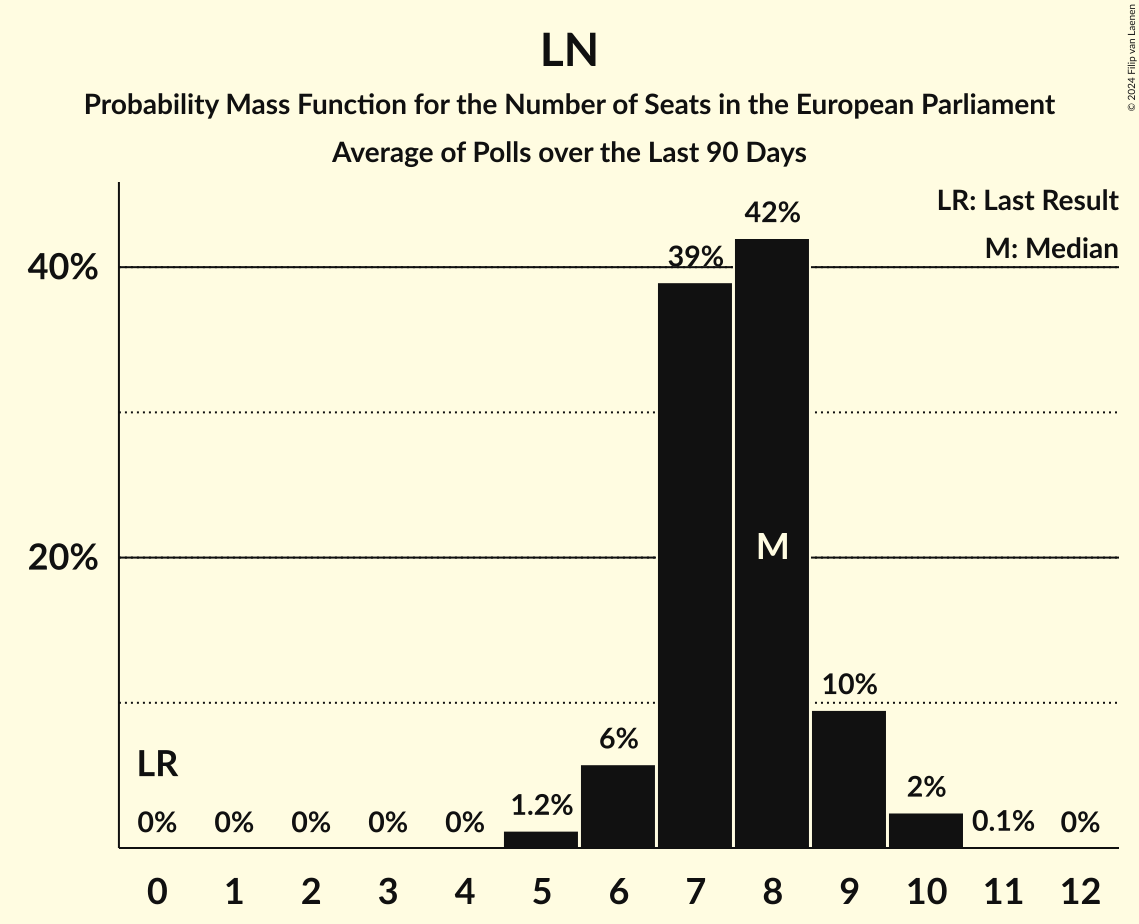 © 2024 Filip van Laenen
LN
Probability Mass Function for the Number of Seats in the European Parliament
Average of Polls over the Last 90 Days
LR: Last Result
M: Median
42%
39%
40%
M
20%
10%
6%
LR
1.2%
2%
0% 0% 0% 0% 0% 0.1% 0%
0 1 2 3 4 5 6 7 8 9 10 11 12